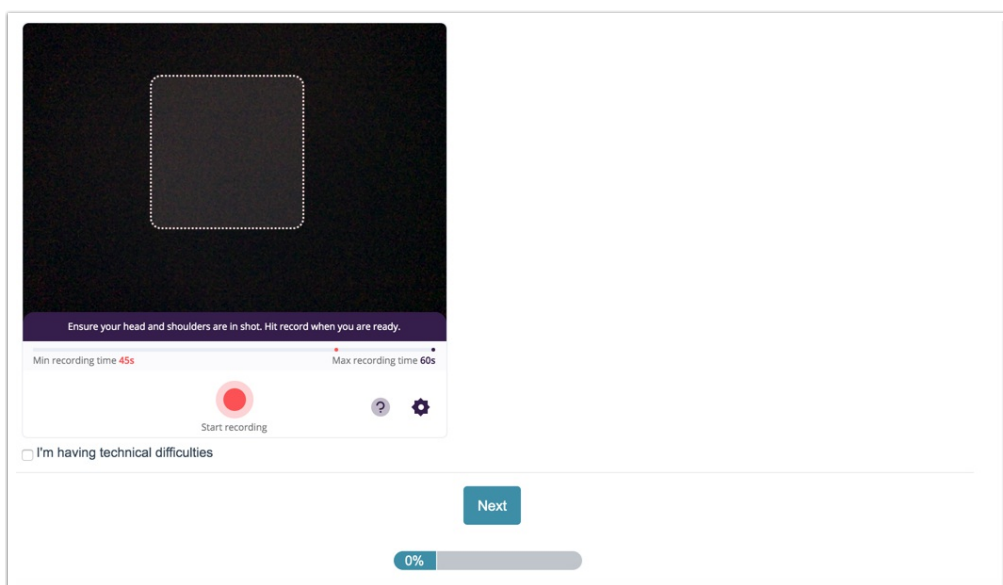 Ensure your head and shoulders are in shot. Hit record when you are ready.
Min recording time 45s Max recording time 60s
?
Start recording
I'm having technical difficulties
Next
0%